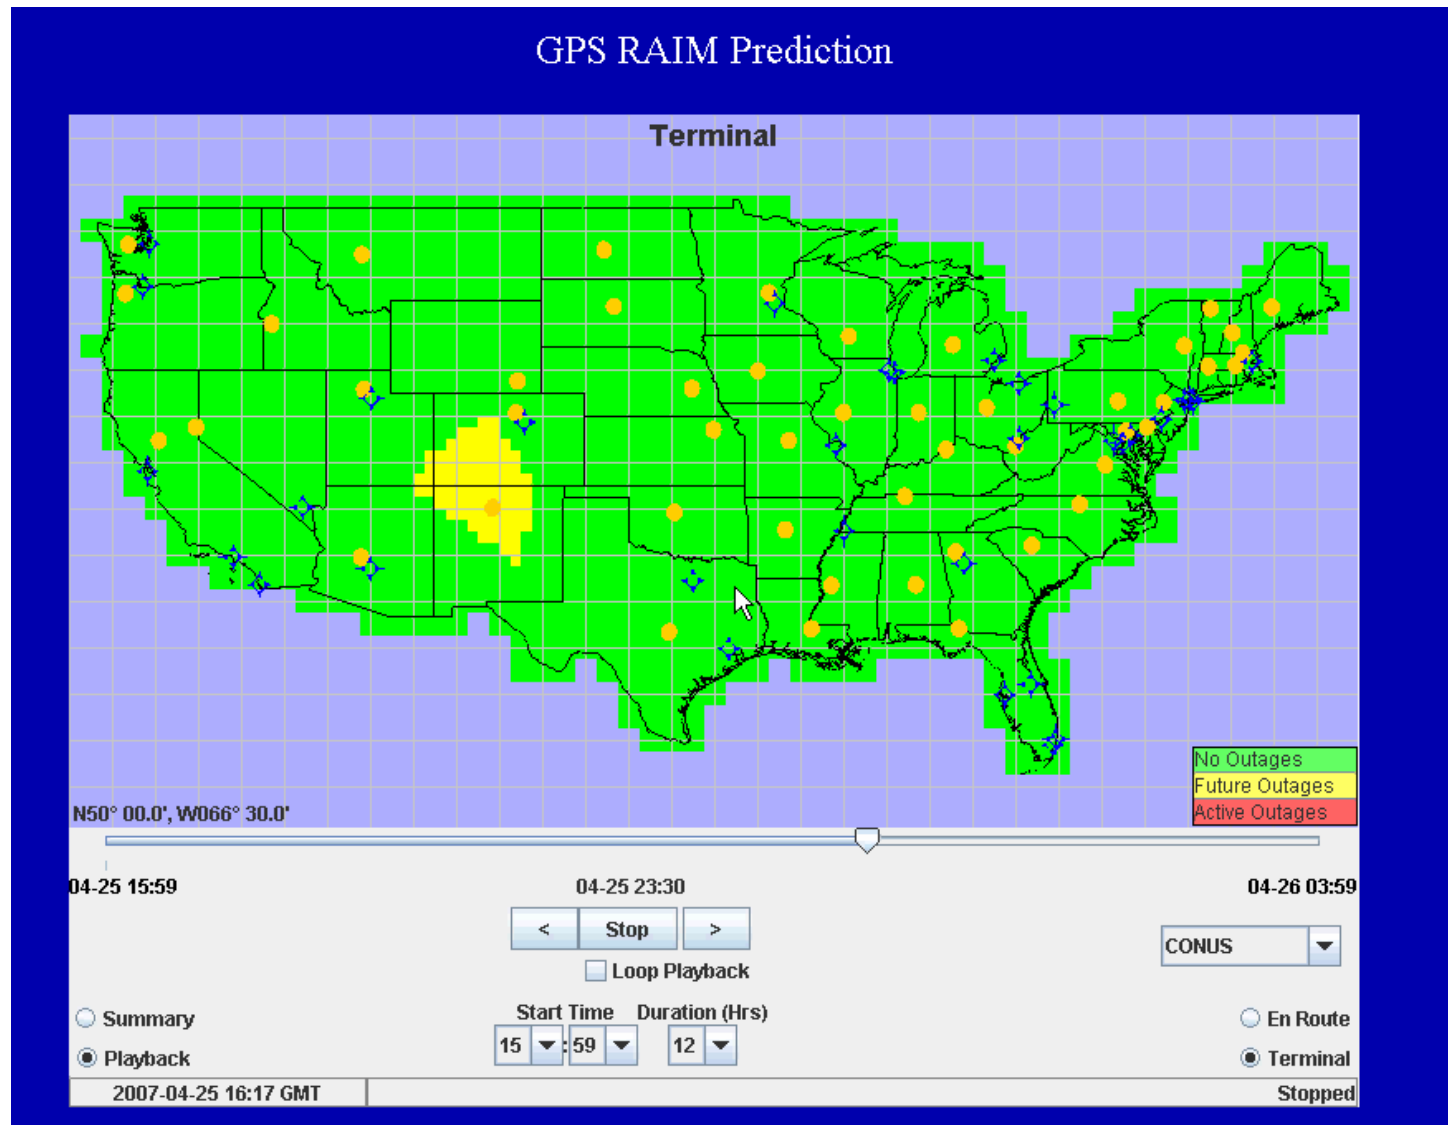 GPS RAIM Prediction
Terminal
No Outages
Future Outages
Active Outages
N50° 00.0', W066° 30.0'
04-25 15:59 04-25 23:30 04-26 03:59
< Stop >
CONUS
Loop Playback
Start Time Duration (Hrs)
Summary En Route
15 : 59 12
Playback Terminal
2007-04-25 16:17 GMT Stopped